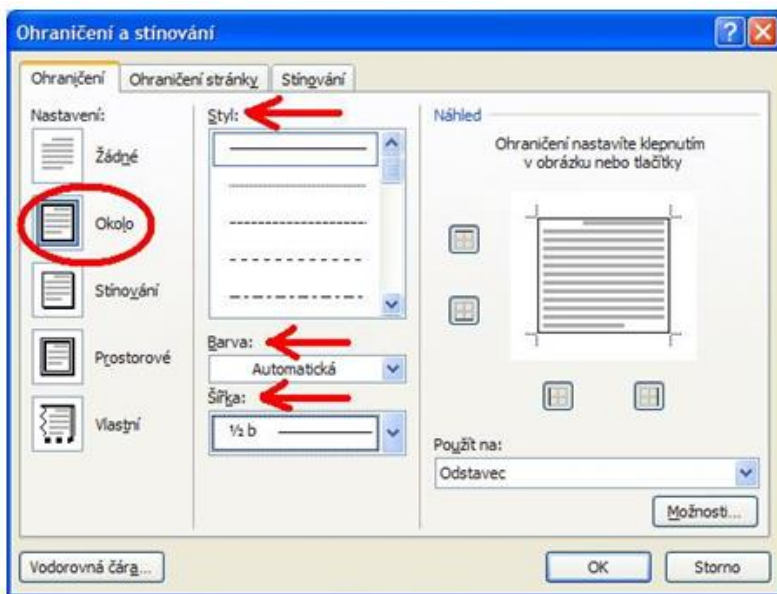 Ohraničení a stínování
Ohraničení
Ohraničení stránky
Stínování
Nastavení:
Žádné
Okolo
Stínování
Prostorové
Vlastní
Styl:
Barva:
Automatická
Šířka:
½ b
Náhled
Ohraničení nastavíte klepnutím
v obrázku nebo tlačítky
Použít na:
Odstavec
Možnosti...
Vodorovná čára...
OK
Storno